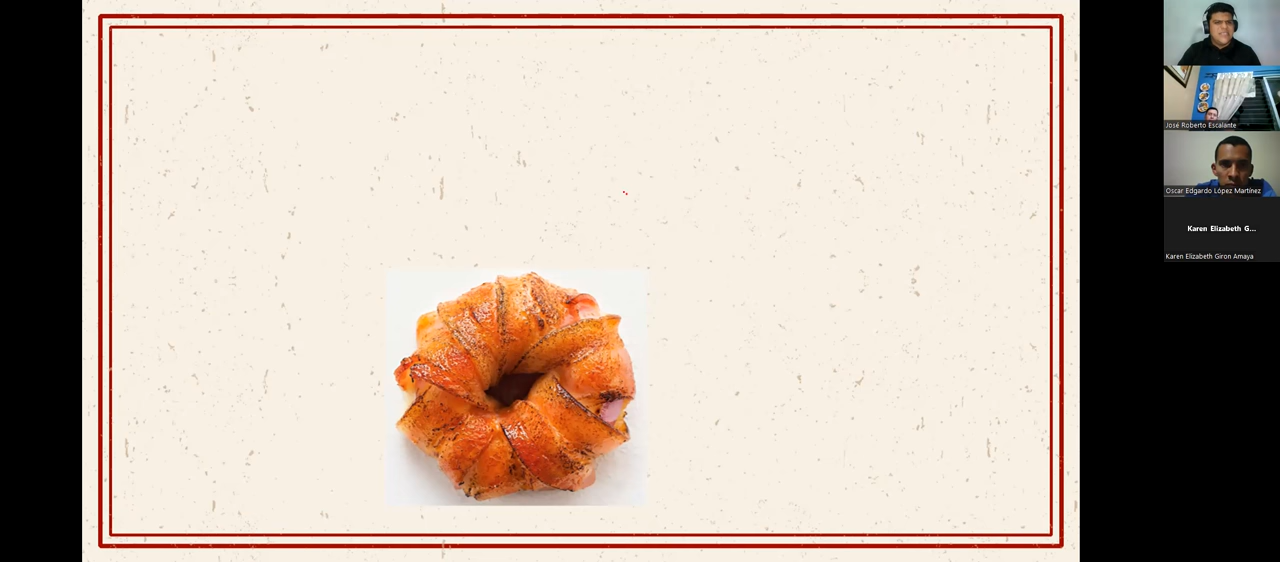 José Roberto Escalante
Oscar Edgardo López Martínez
Karen Elizabeth G...
Karen Elizabeth Giron Amaya